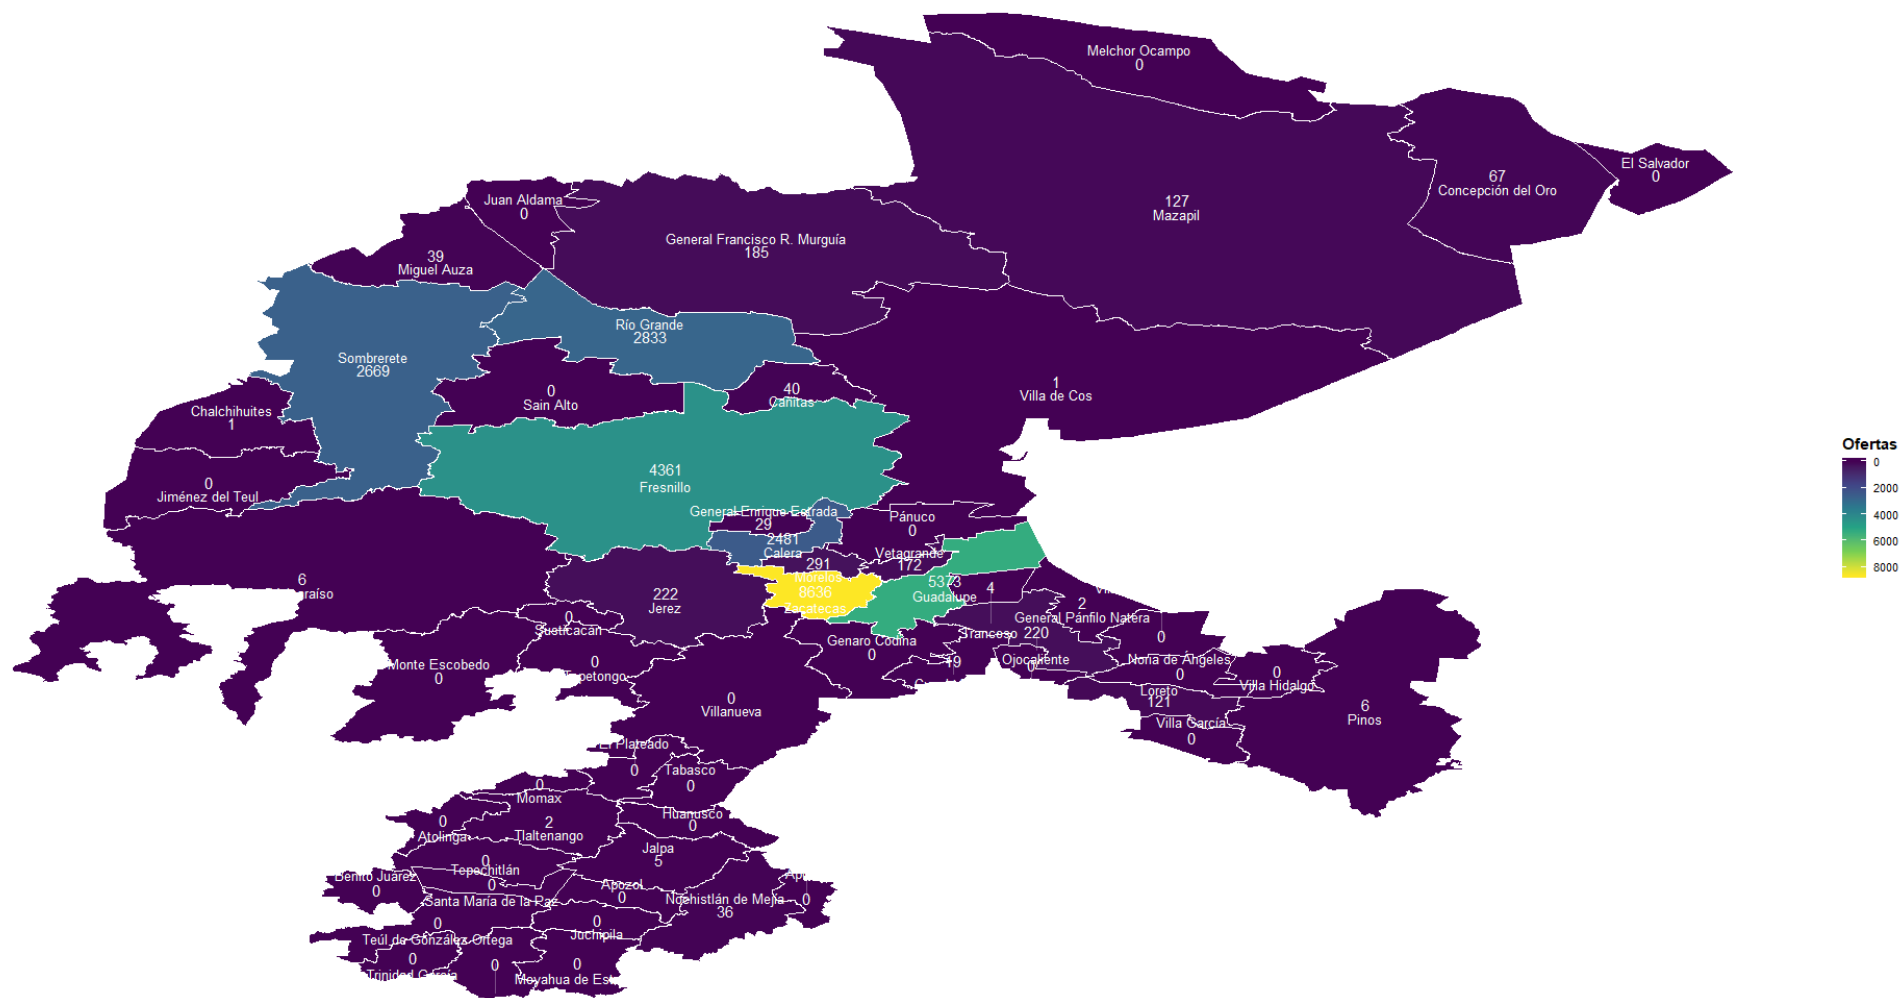 Melchor Ocampo
0
El Salvador
0
67
Concepción del Oro
127
Mazapil
Juan Aldama
0
General Francisco R. Murguía
185
39
Miguel Auza
Río Grande
2833
Sombrerete
2669
0
Sain Alto
40
Cañitas
1
Villa de Cos
Chalchihuites
1
Ofertas
0
2000
4000
6000
8000
4361
Fresnillo
0
Jiménez del Teul
General Enrique Estrada
29
Pánuco
0
2481
Calera
Vetagrande
172
291
Morelos
8636
Zacatecas
5373
Guadalupe
4
6
222
Jerez
2
General Pánfilo Natera
0
Susticacán
Trancoso
220
0
Genaro Codina
0
19
Ojocaliente
0
Noria de Ángeles
0
0
Villa Hidalgo
Monte Escobedo
0
0
Tepetongo
Loreto
121
0
Villanueva
6
Pinos
Villa García
0
El Plateado
0
Tabasco
0
0
Momax
0
Atolinga
2
Tlaltenango
Huanusco
0
Jalpa
5
0
Tepechitlán
0
Benito Juárez
0
Apozol
0
Santa María de la Paz
Nochistlán de Mejía
36
0
0
0
Juchipila
Teúl de González Ortega
0
Trinidad García
0
0
Moyahua de Est